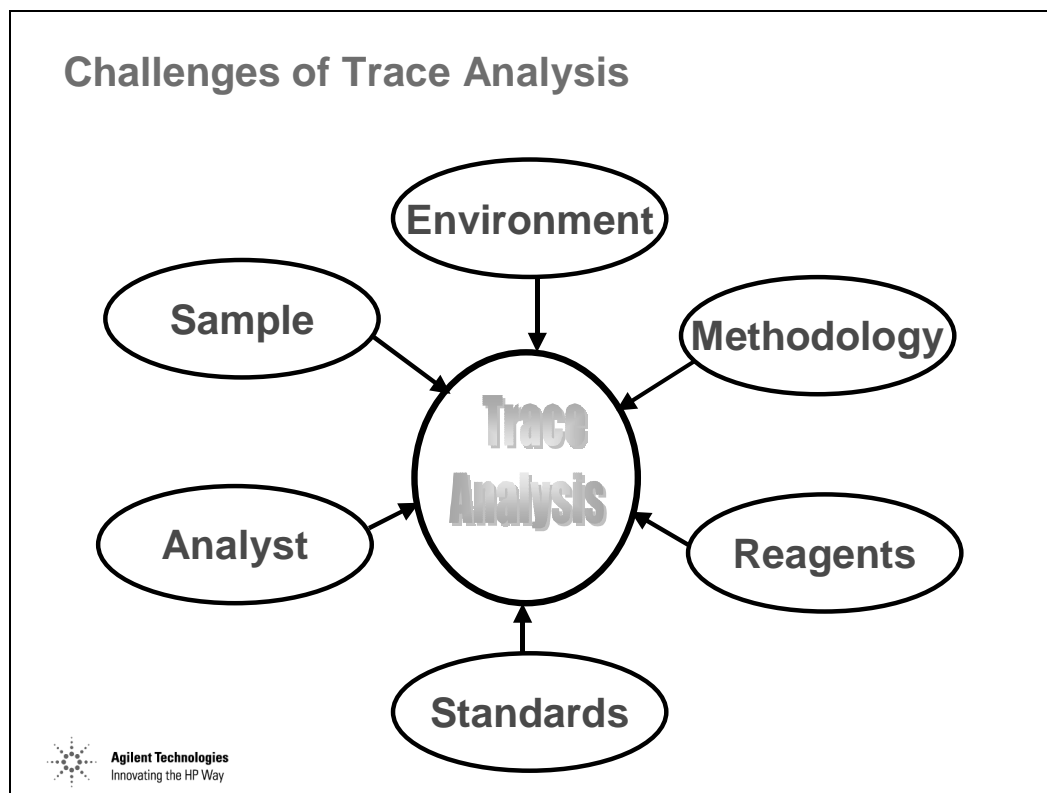 Challenges of Trace Analysis
Environment
Sample
Methodology
Trace
Analysis
Analyst
Reagents
Standards
Agilent Technologies
Innovating the HP Way